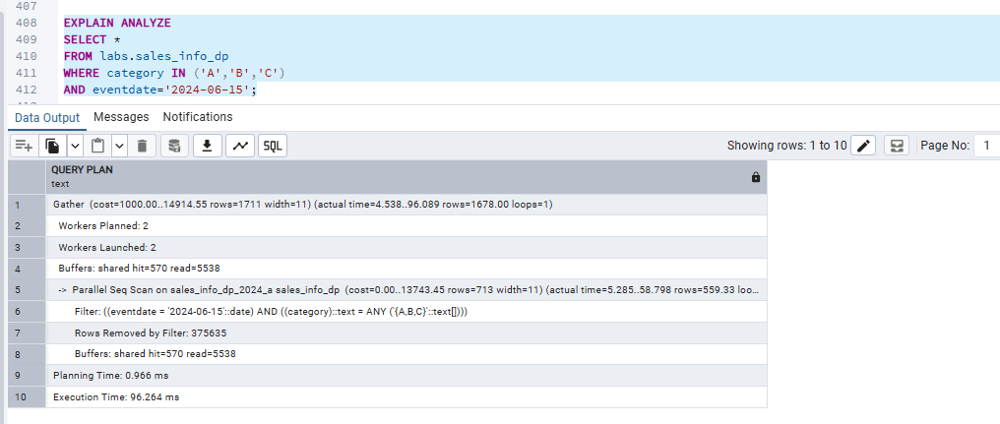 407
408 EXPLAIN ANALYZE
409 SELECT *
410 FROM labs.sales_info_dp
411 WHERE category IN ('A','B','C')
412 AND eventdate='2024-06-15';
Data Output Messages Notifications
SQL Showing rows: 1 to 10 Page No: 1
QUERY PLAN
text
1 Gather (cost=1000.00..14914.55 rows=1711 width=11) (actual time=4.538..96.089 rows=1678.00 loops=1)
2 Workers Planned: 2
3 Workers Launched: 2
4 Buffers: shared hit=570 read=5538
5 -> Parallel Seq Scan on sales_info_dp_2024_a sales_info_dp (cost=0.00..13743.45 rows=713 width=11) (actual time=5.285..58.798 rows=559.33 loo...
6 Filter: ((eventdate = '2024-06-15'::date) AND ((category)::text = ANY ('{A,B,C}'::text[])))
7 Rows Removed by Filter: 375635
8 Buffers: shared hit=570 read=5538
9 Planning Time: 0.966 ms
10 Execution Time: 96.264 ms